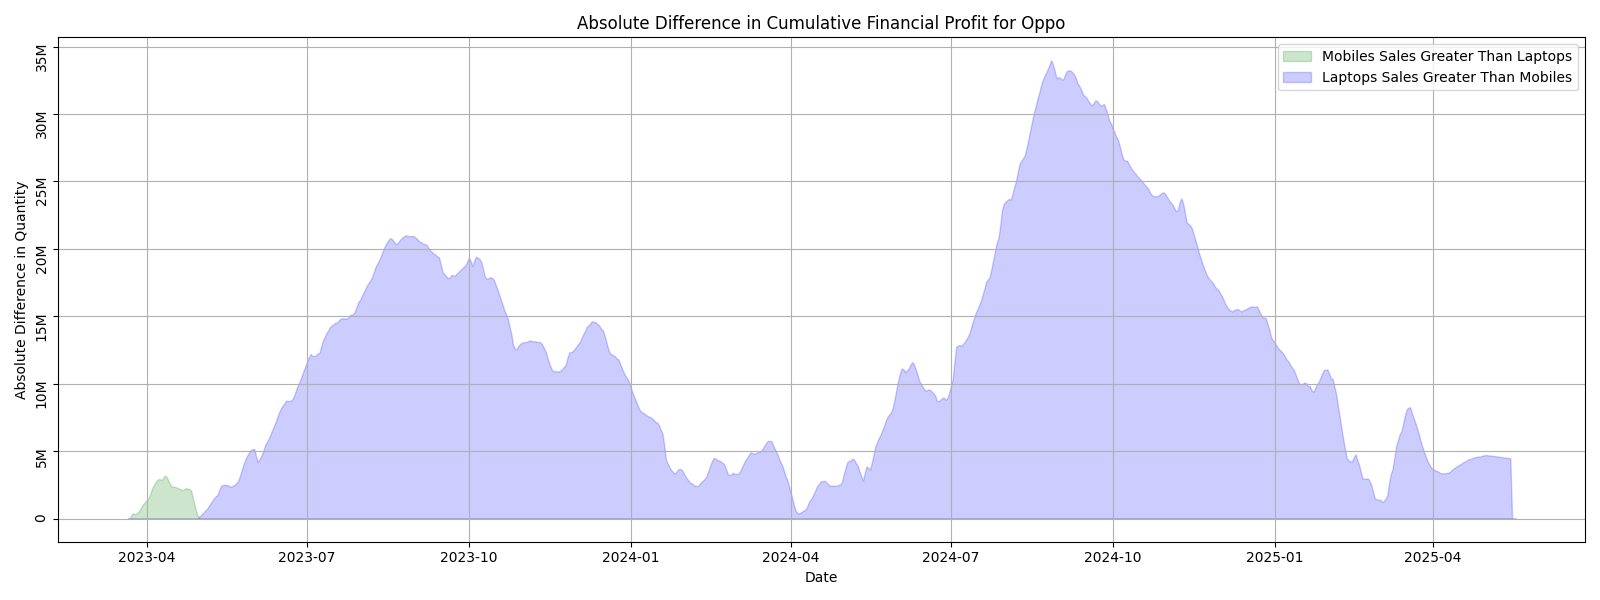 Absolute Difference in Cumulative Financial Profit for Oppo
Mobiles Sales Greater Than Laptops
Laptops Sales Greater Than Mobiles
Absolute Difference in Quantity
35M
30M
25M
20M
15M
10M
5M
0
2023-04
2023-07
2023-10
2024-01
2024-04
2024-07
2024-10
2025-01
2025-04
Date